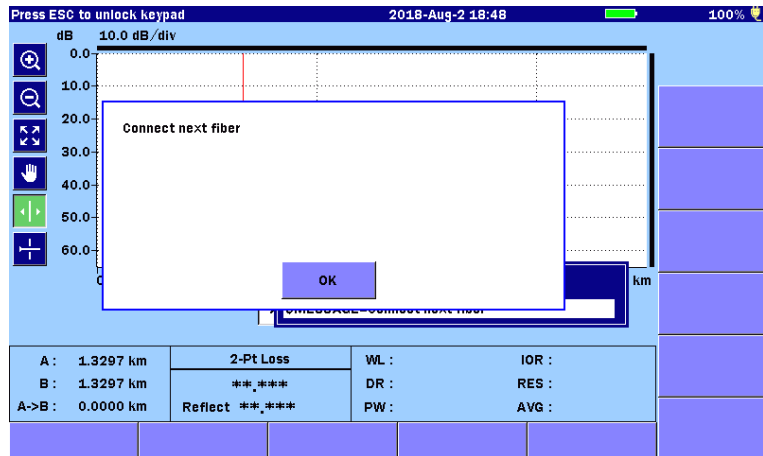 Press ESC to unlock keypad 2018-Aug-2 18:48 100%
dB 10.0 dB/div
0.0
10.0
20.0
30.0
40.0
50.0
60.0
Connect next fiber
OK
km
A : 1.3297 km
B : 1.3297 km
A->B : 0.0000 km
2-Pt Loss
**.***
Reflect **.***
WL :
DR :
PW :
IOR :
RES :
AVG :